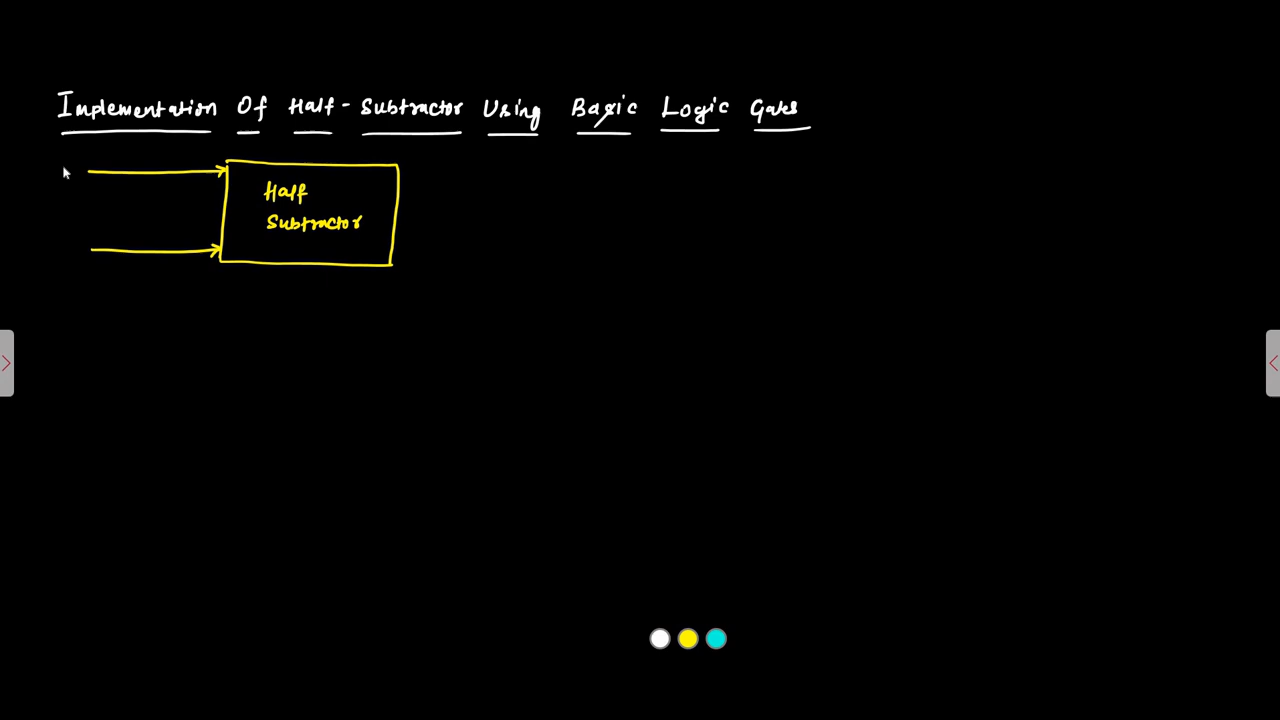 Implementation Of Half-Subtractor Using Basic Logic Gates
Half
Subtractor